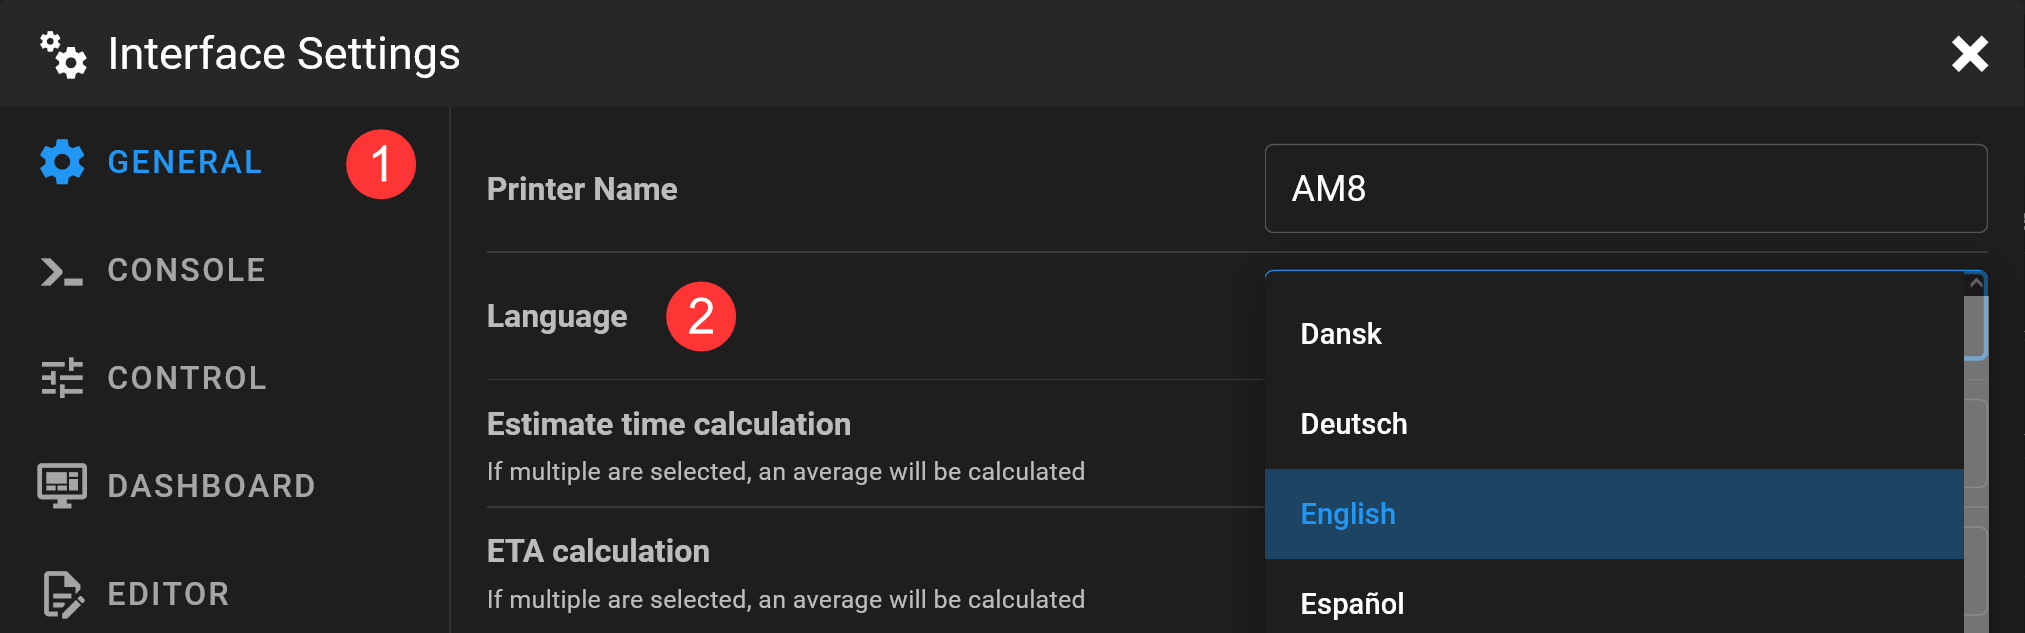 Interface Settings
GENERAL
1
CONSOLE
CONTROL
DASHBOARD
EDITOR
Printer Name
AM8
Language
2
Dansk
Deutsch
English
Español
Estimate time calculation
If multiple are selected, an average will be calculated
ETA calculation
If multiple are selected, an average will be calculated